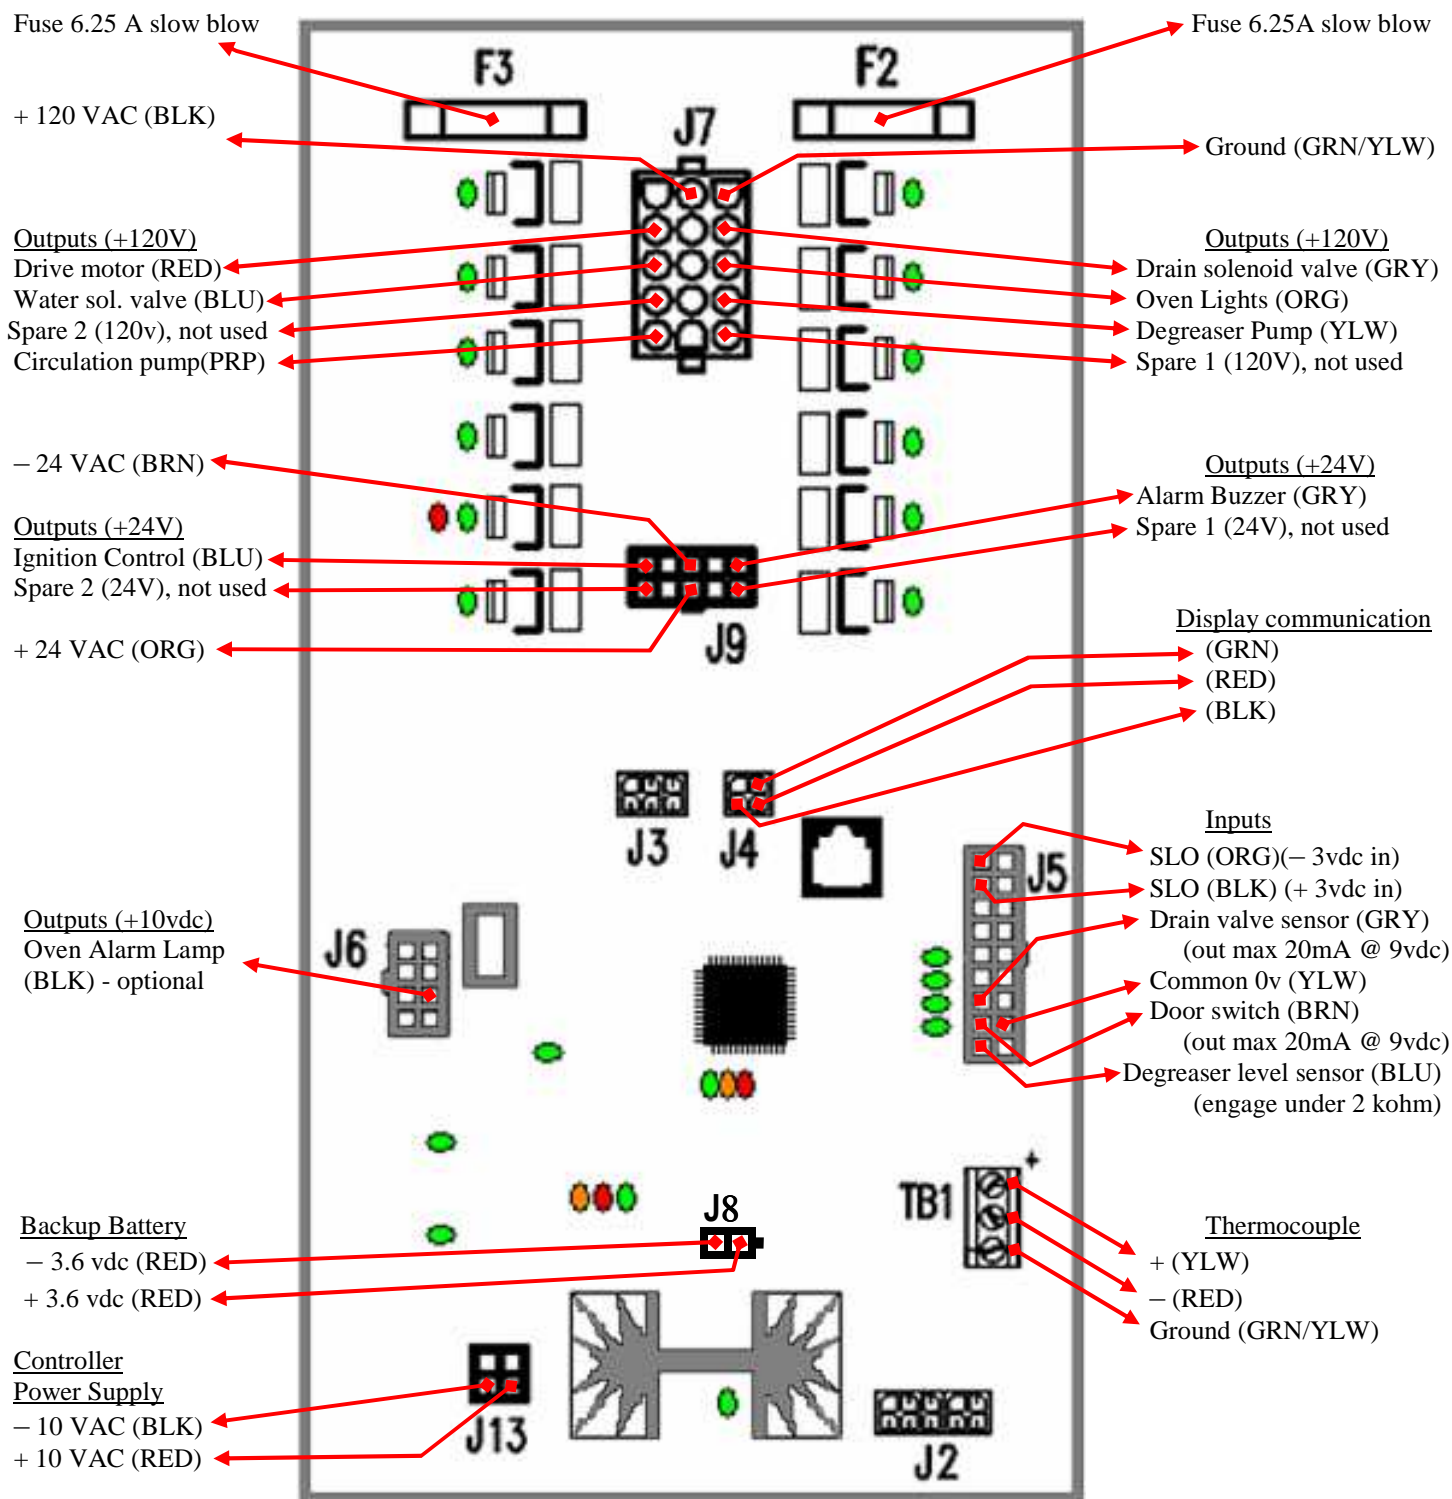 Fuse 6.25 A slow blow
Fuse 6.25A slow blow
F3
F2
+ 120 VAC (BLK)
J7
Ground (GRN/YLW)
Outputs (+120V)
Drive motor (RED)
Water sol. valve (BLU)
Spare 2 (120v), not used
Circulation pump(PRP)
Outputs (+120V)
Drain solenoid valve (GRY)
Oven Lights (ORG)
Degreaser Pump (YLW)
Spare 1 (120V), not used
– 24 VAC (BRN)
Outputs (+24V)
Ignition Control (BLU)
Spare 2 (24V), not used
+ 24 VAC (ORG)
Outputs (+24V)
Alarm Buzzer (GRY)
Spare 1 (24V), not used
J9
Display communication
(GRN)
(RED)
(BLK)
J3
J4
Inputs
SLO (ORG)(– 3vdc in)
SLO (BLK) (+ 3vdc in)
Drain valve sensor (GRY)
(out max 20mA @ 9vdc)
Common 0v (YLW)
Door switch (BRN)
(out max 20mA @ 9vdc)
Degreaser level sensor (BLU)
(engage under 2 kohm)
J5
Outputs (+10vdc)
Oven Alarm Lamp
(BLK) - optional
J6
TB1
+
Thermocouple
+ (YLW)
– (RED)
Ground (GRN/YLW)
J8
Backup Battery
– 3.6 vdc (RED)
+ 3.6 vdc (RED)
Controller
Power Supply
– 10 VAC (BLK)
+ 10 VAC (RED)
J13
J2